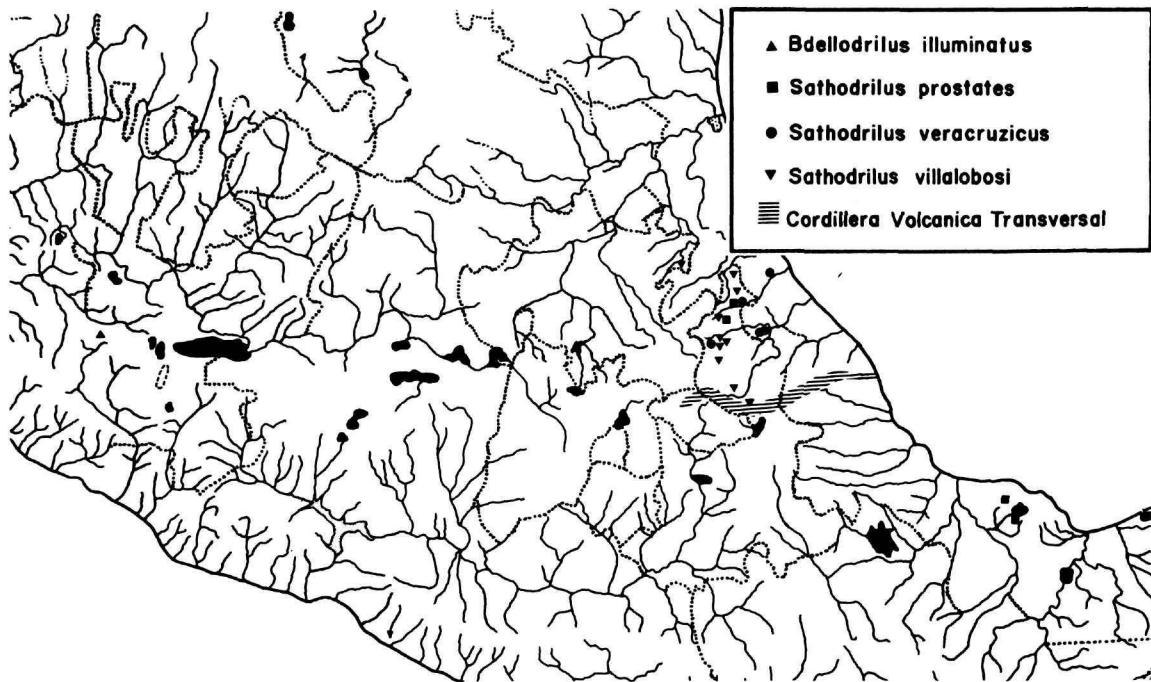 Bdellodrilus illuminatus
Sathodrilus prostates
Sathodrilus veracruzicus
Sathodrilus villalobosi
Cordillera Volcanica Transversal